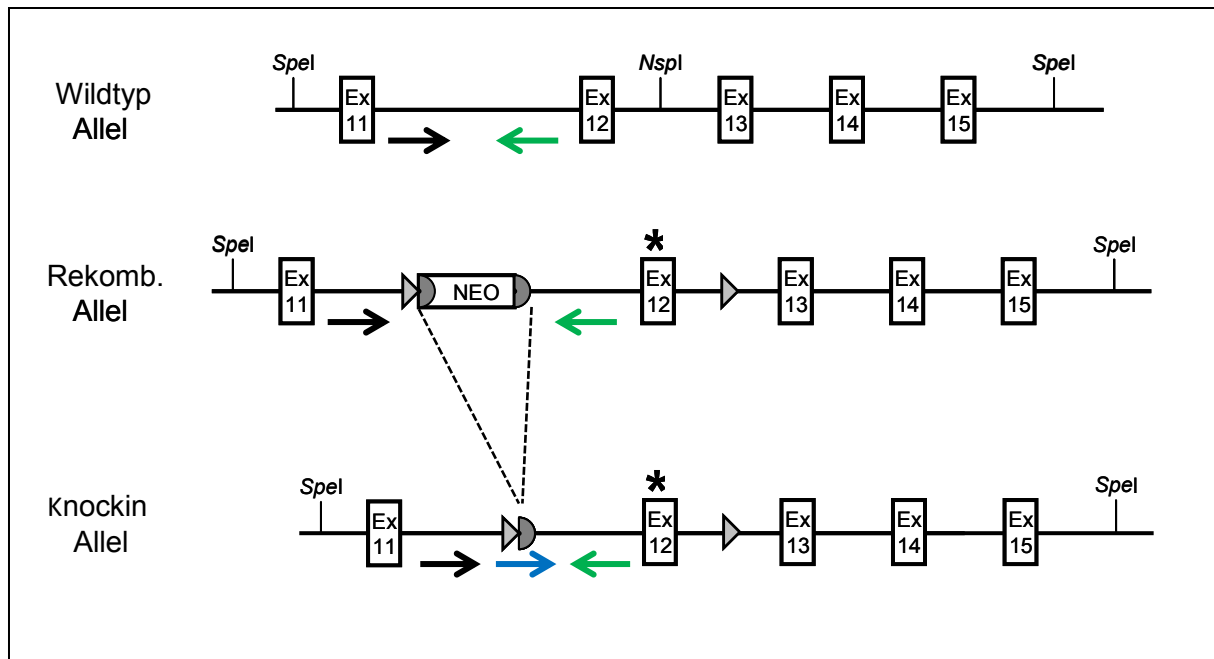 SpeI
NspI
SpeI
Wildtyp
Allel
Ex
11
Ex
12
Ex
13
Ex
14
Ex
15
SpeI
*
SpeI
Rekomb.
Allel
Ex
11
NEO
Ex
12
Ex
13
Ex
14
Ex
15
SpeI
*
SpeI
Knockin
Allel
Ex
11
Ex
12
Ex
13
Ex
14
Ex
15